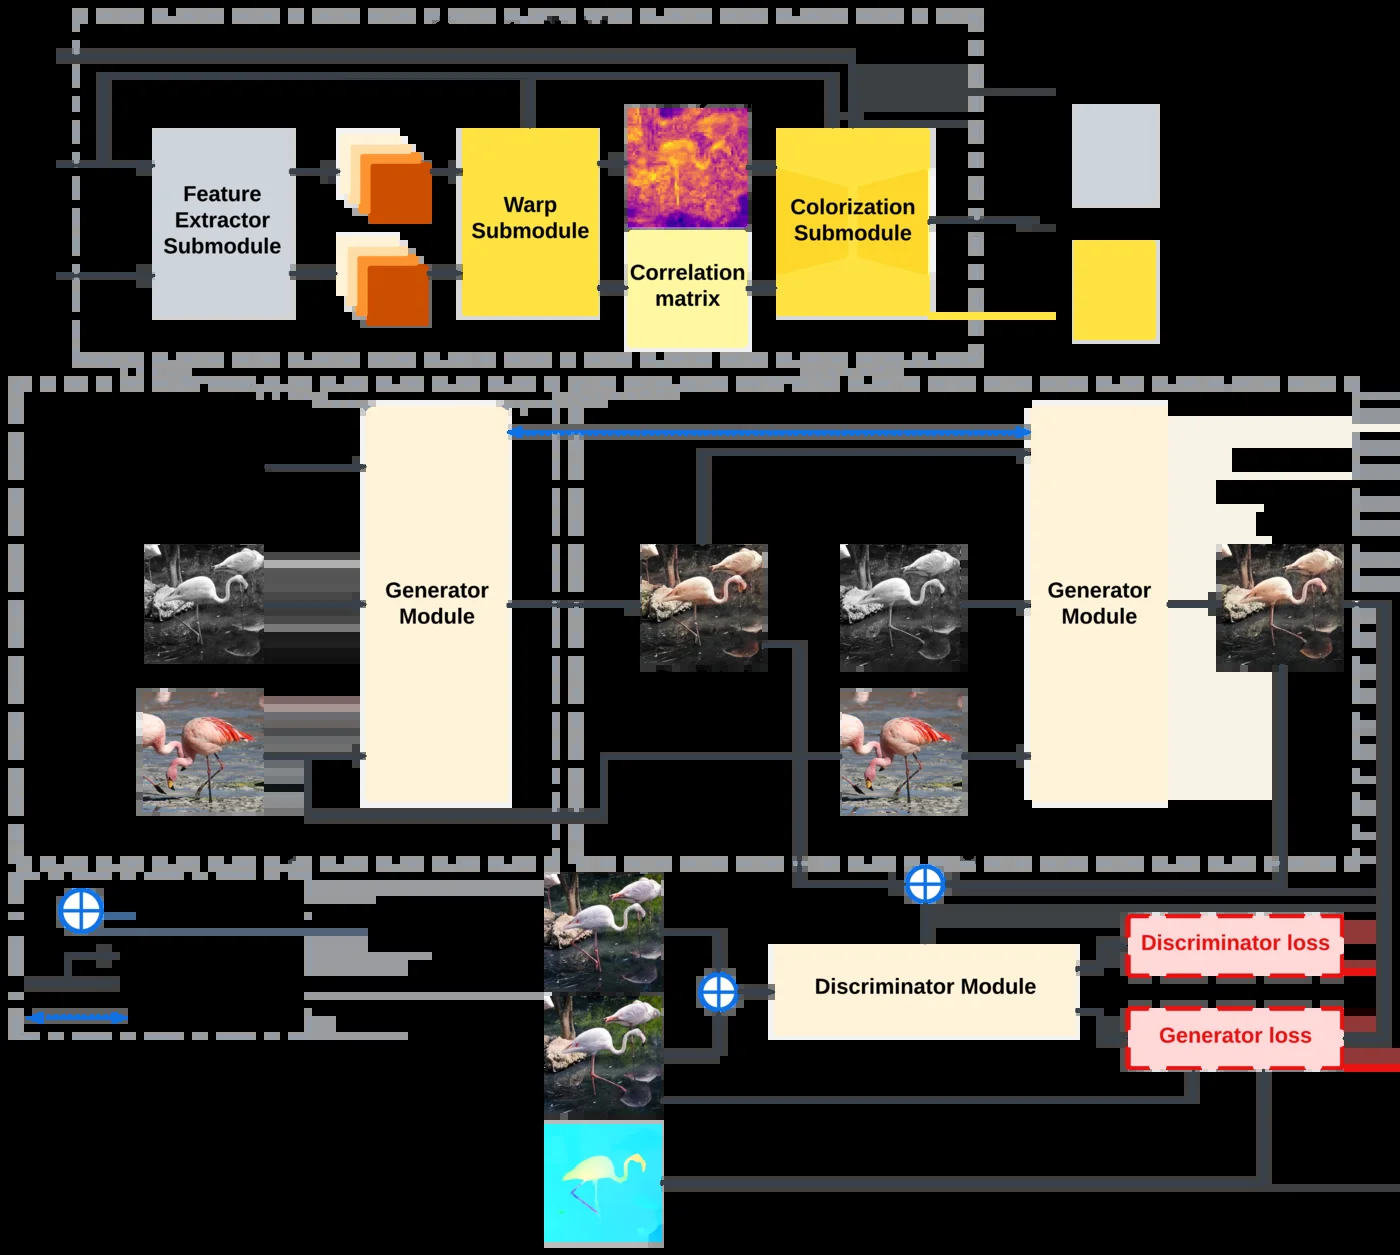 Feature
Extractor
Submodule
Warp
Submodule
Correlation
matrix
Colorization
Submodule
Generator
Module
Generator
Module
Discriminator Module
Discriminator loss
Generator loss